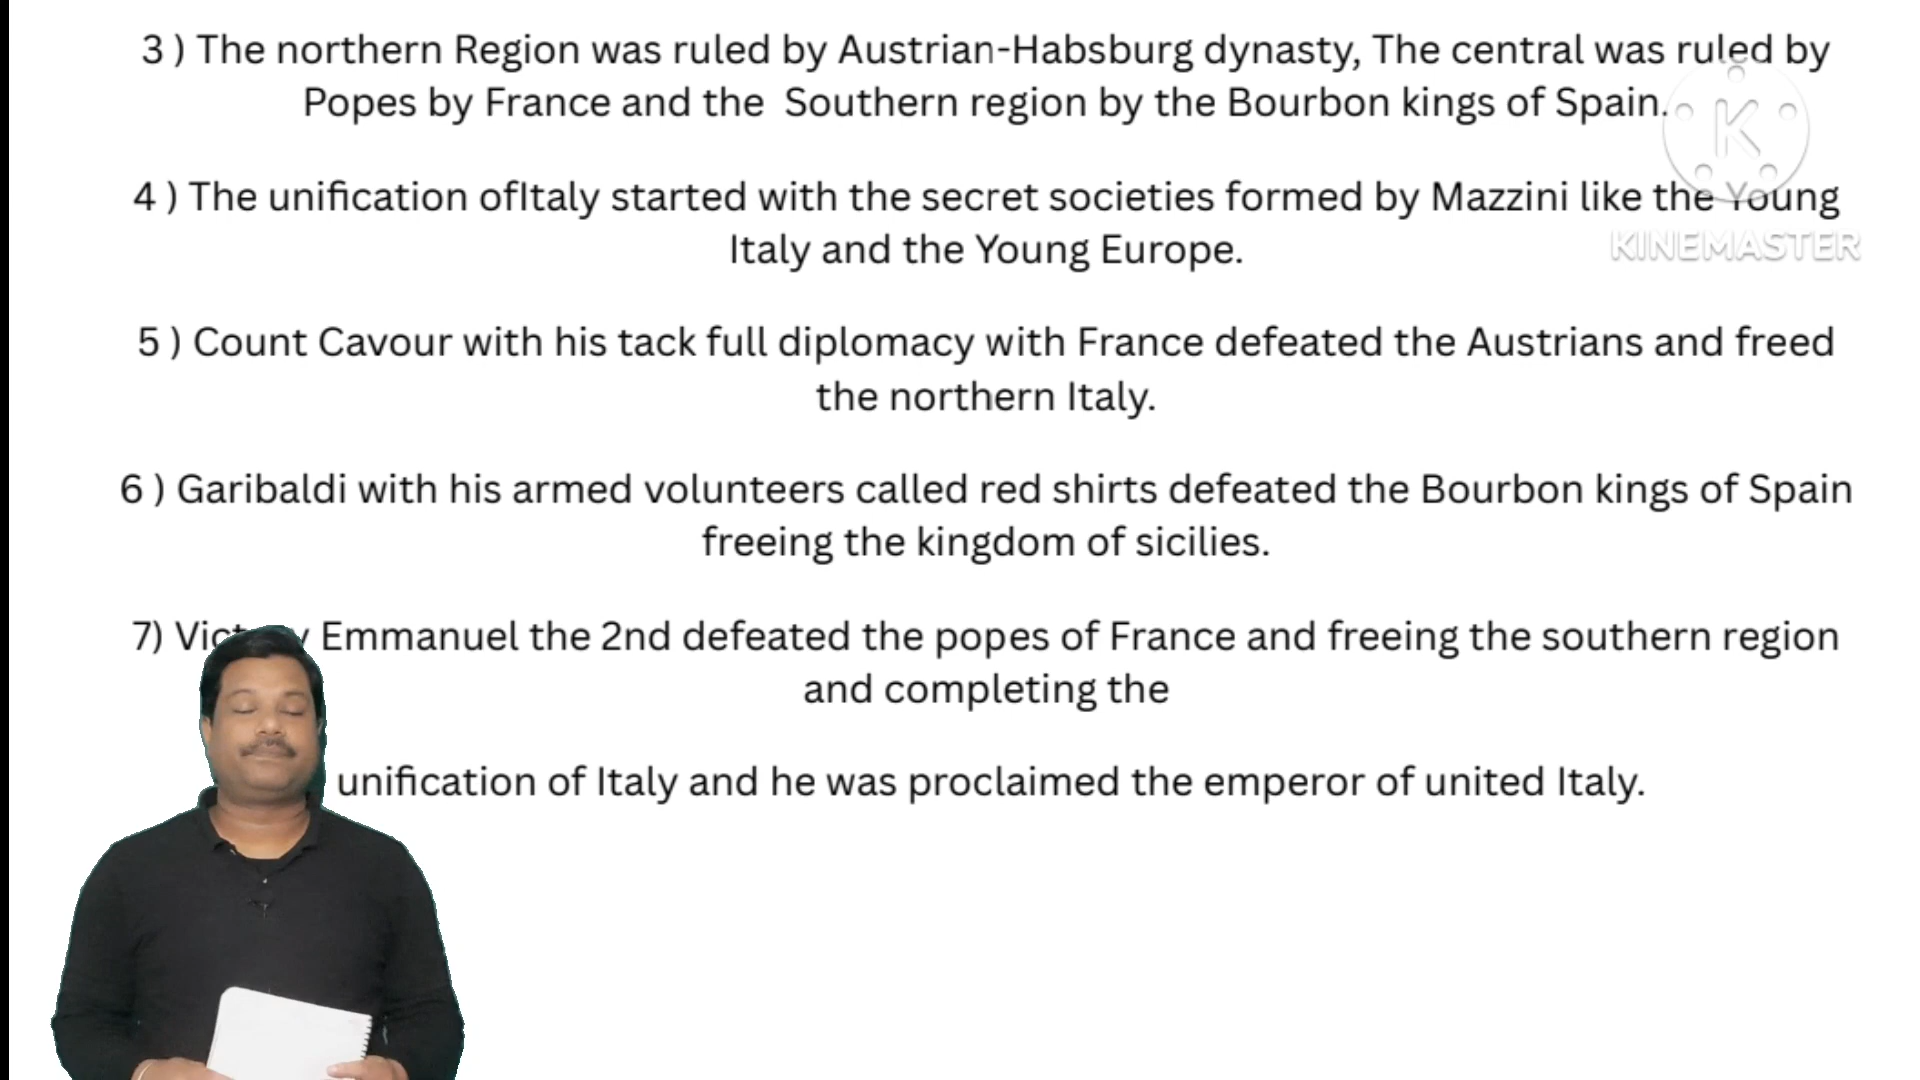 3 ) The northern Region was ruled by Austrian-Habsburg dynasty, The central was ruled by
Popes by France and the Southern region by the Bourbon kings of Spain.
K
KINEMASTER
4 ) The unification ofItaly started with the secret societies formed by Mazzini like the Young
Italy and the Young Europe.
5 ) Count Cavour with his tack full diplomacy with France defeated the Austrians and freed
the northern Italy.
6 ) Garibaldi with his armed volunteers called red shirts defeated the Bourbon kings of Spain
freeing the kingdom of sicilies.
7) Emmanuel the 2nd defeated the popes of France and freeing the southern region
and completing the
unification of Italy and he was proclaimed the emperor of united Italy.